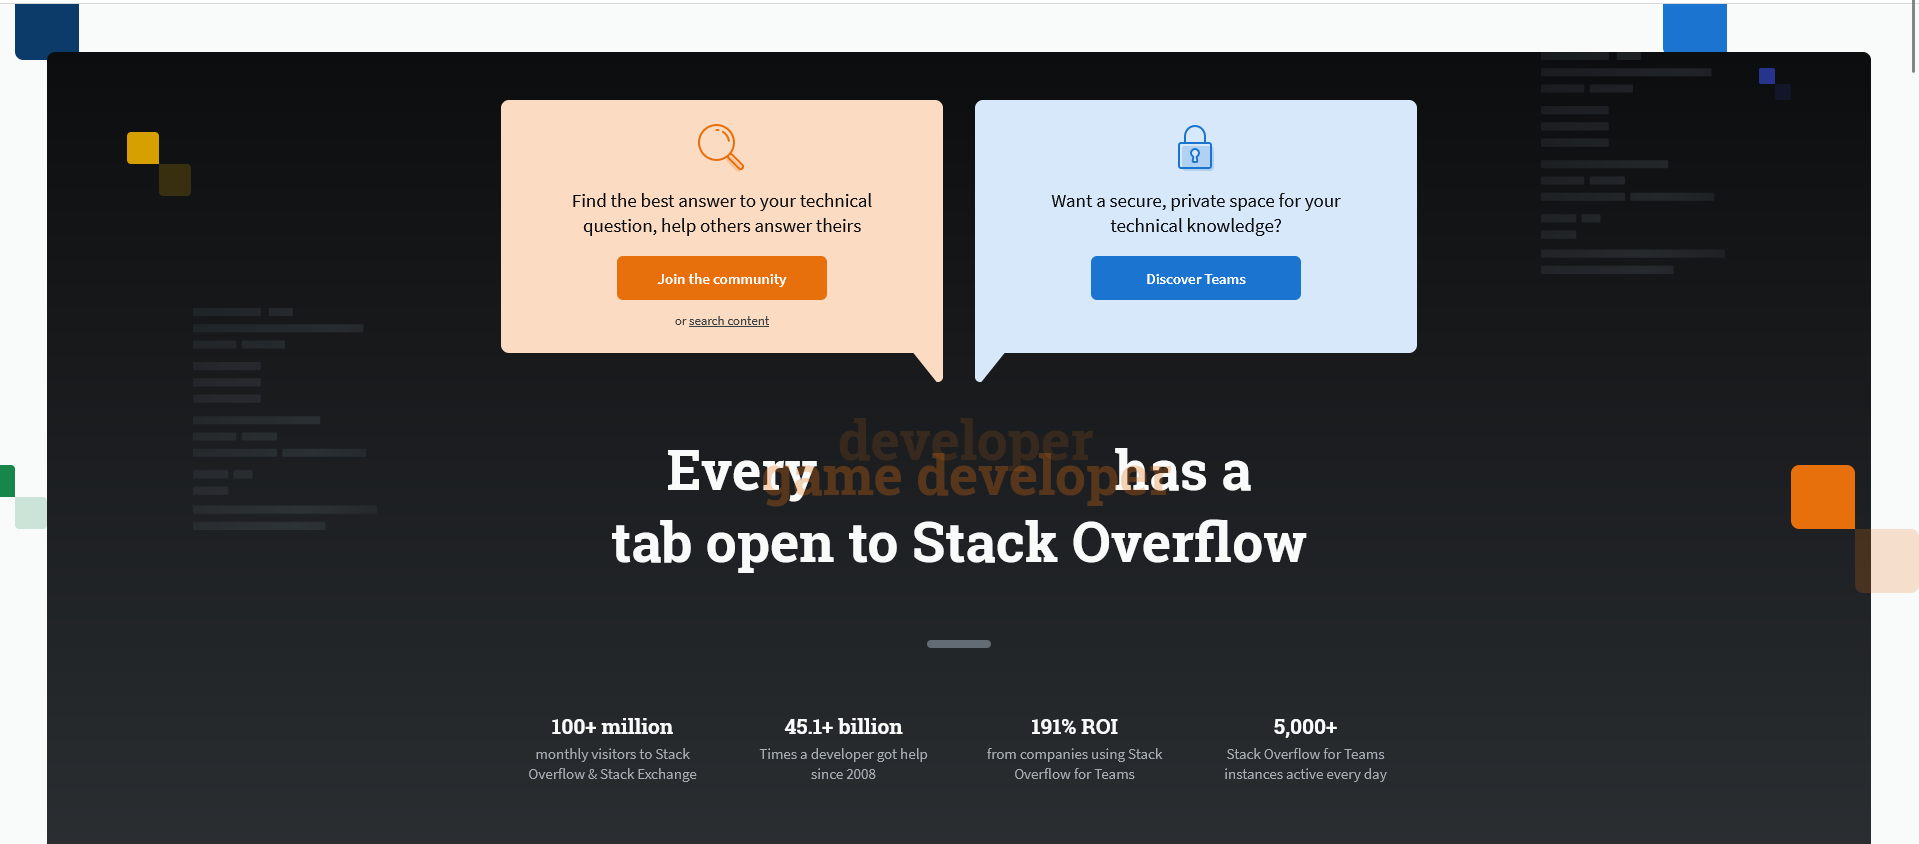 Find the best answer to your technical
question, help others answer theirs
Join the community
or search content
Want a secure, private space for your
technical knowledge?
Discover Teams
developer
Every game developer has a
tab open to Stack Overflow
100+ million
monthly visitors to Stack
Overflow & Stack Exchange
45.1+ billion
Times a developer got help
since 2008
191% ROI
from companies using Stack
Overflow for Teams
5,000+
Stack Overflow for Teams
instances active every day